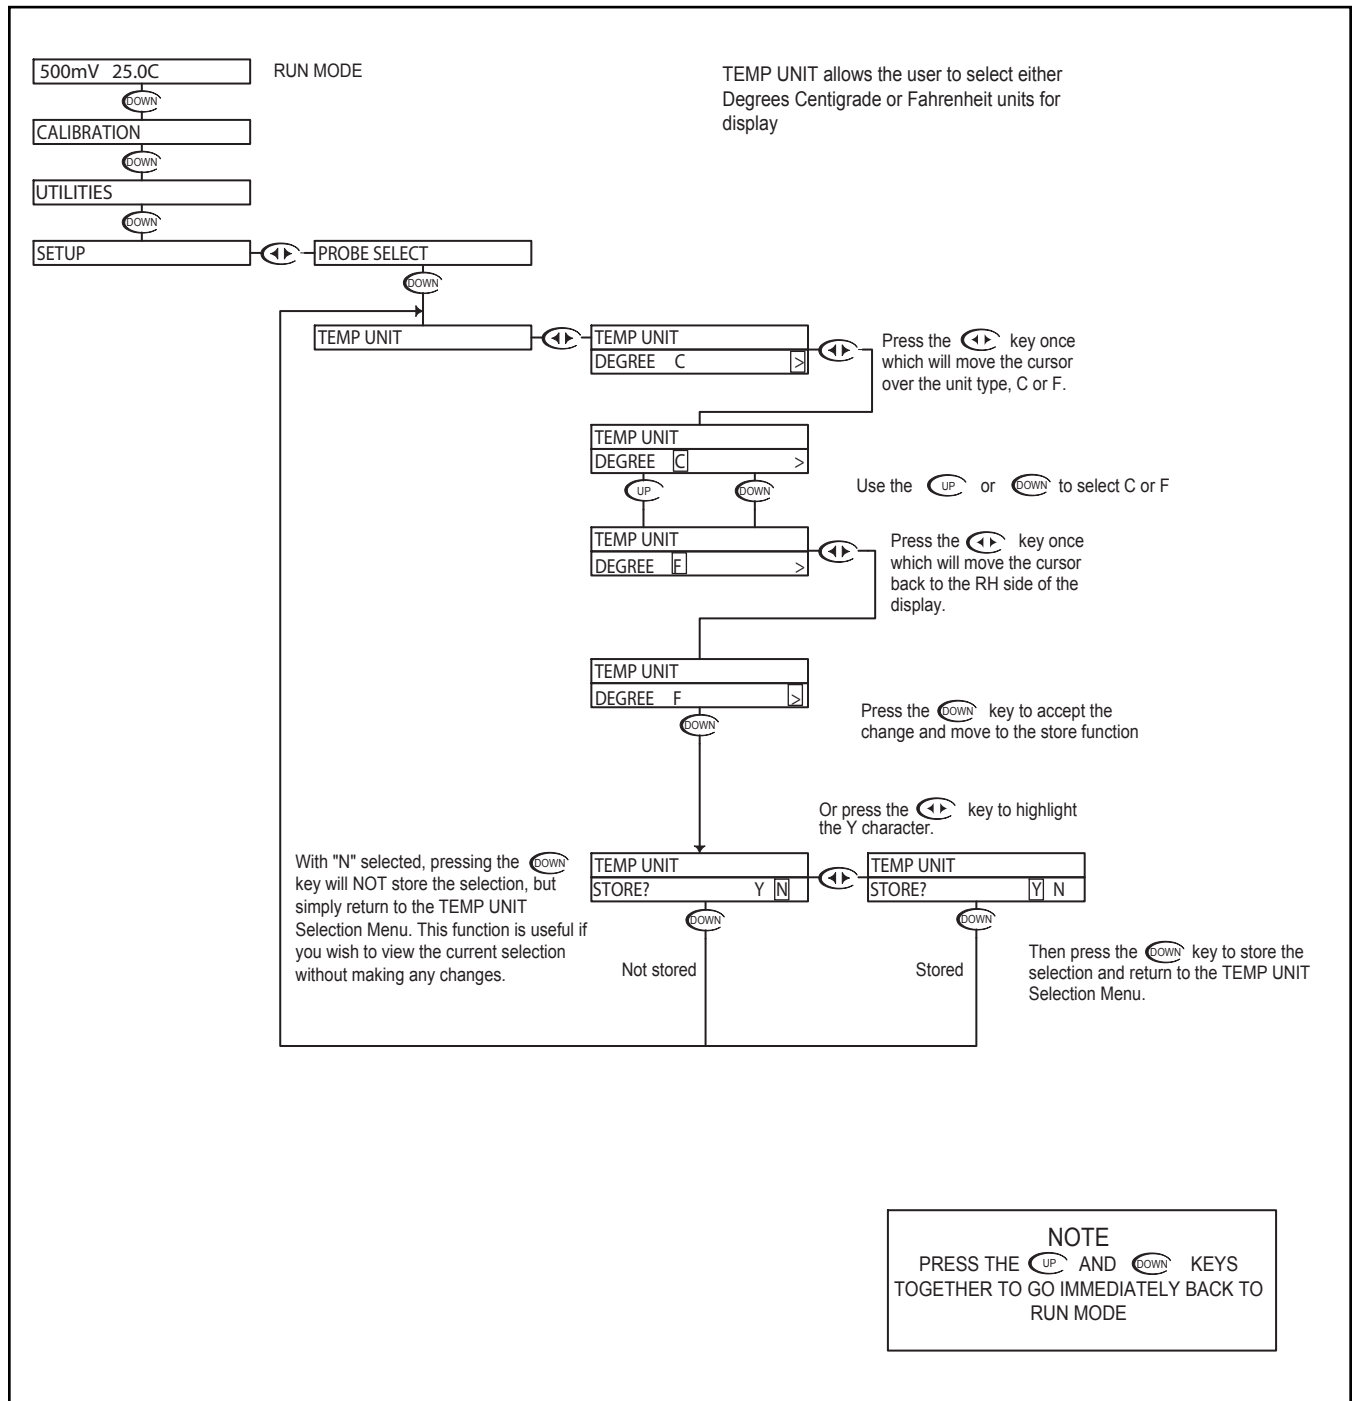 500mV 25.0C
RUN MODE
TEMP UNIT allows the user to select either
Degrees Centigrade or Fahrenheit units for
display
DOWN
CALIBRATION
DOWN
UTILITIES
DOWN
SETUP
PROBE SELECT
DOWN
TEMP UNIT
TEMP UNIT
DEGREE C >
Press the key once
which will move the cursor
over the unit type, C or F.
TEMP UNIT
DEGREE C >
UP
DOWN
Use the UP or DOWN to select C or F
TEMP UNIT
DEGREE F >
Press the key once
which will move the cursor
back to the RH side of the
display.
TEMP UNIT
DEGREE F >
DOWN
Press the DOWN key to accept the
change and move to the store function
Or press the key to highlight
the Y character.
With "N" selected, pressing the DOWN
key will NOT store the selection, but
simply return to the TEMP UNIT
Selection Menu. This function is useful if
you wish to view the current selection
without making any changes.
TEMP UNIT
STORE? Y N
TEMP UNIT
STORE? Y N
DOWN
DOWN
Not stored
Stored
Then press the DOWN key to store the
selection and return to the TEMP UNIT
Selection Menu.
NOTE
PRESS THE UP AND DOWN KEYS
TOGETHER TO GO IMMEDIATELY BACK TO
RUN MODE